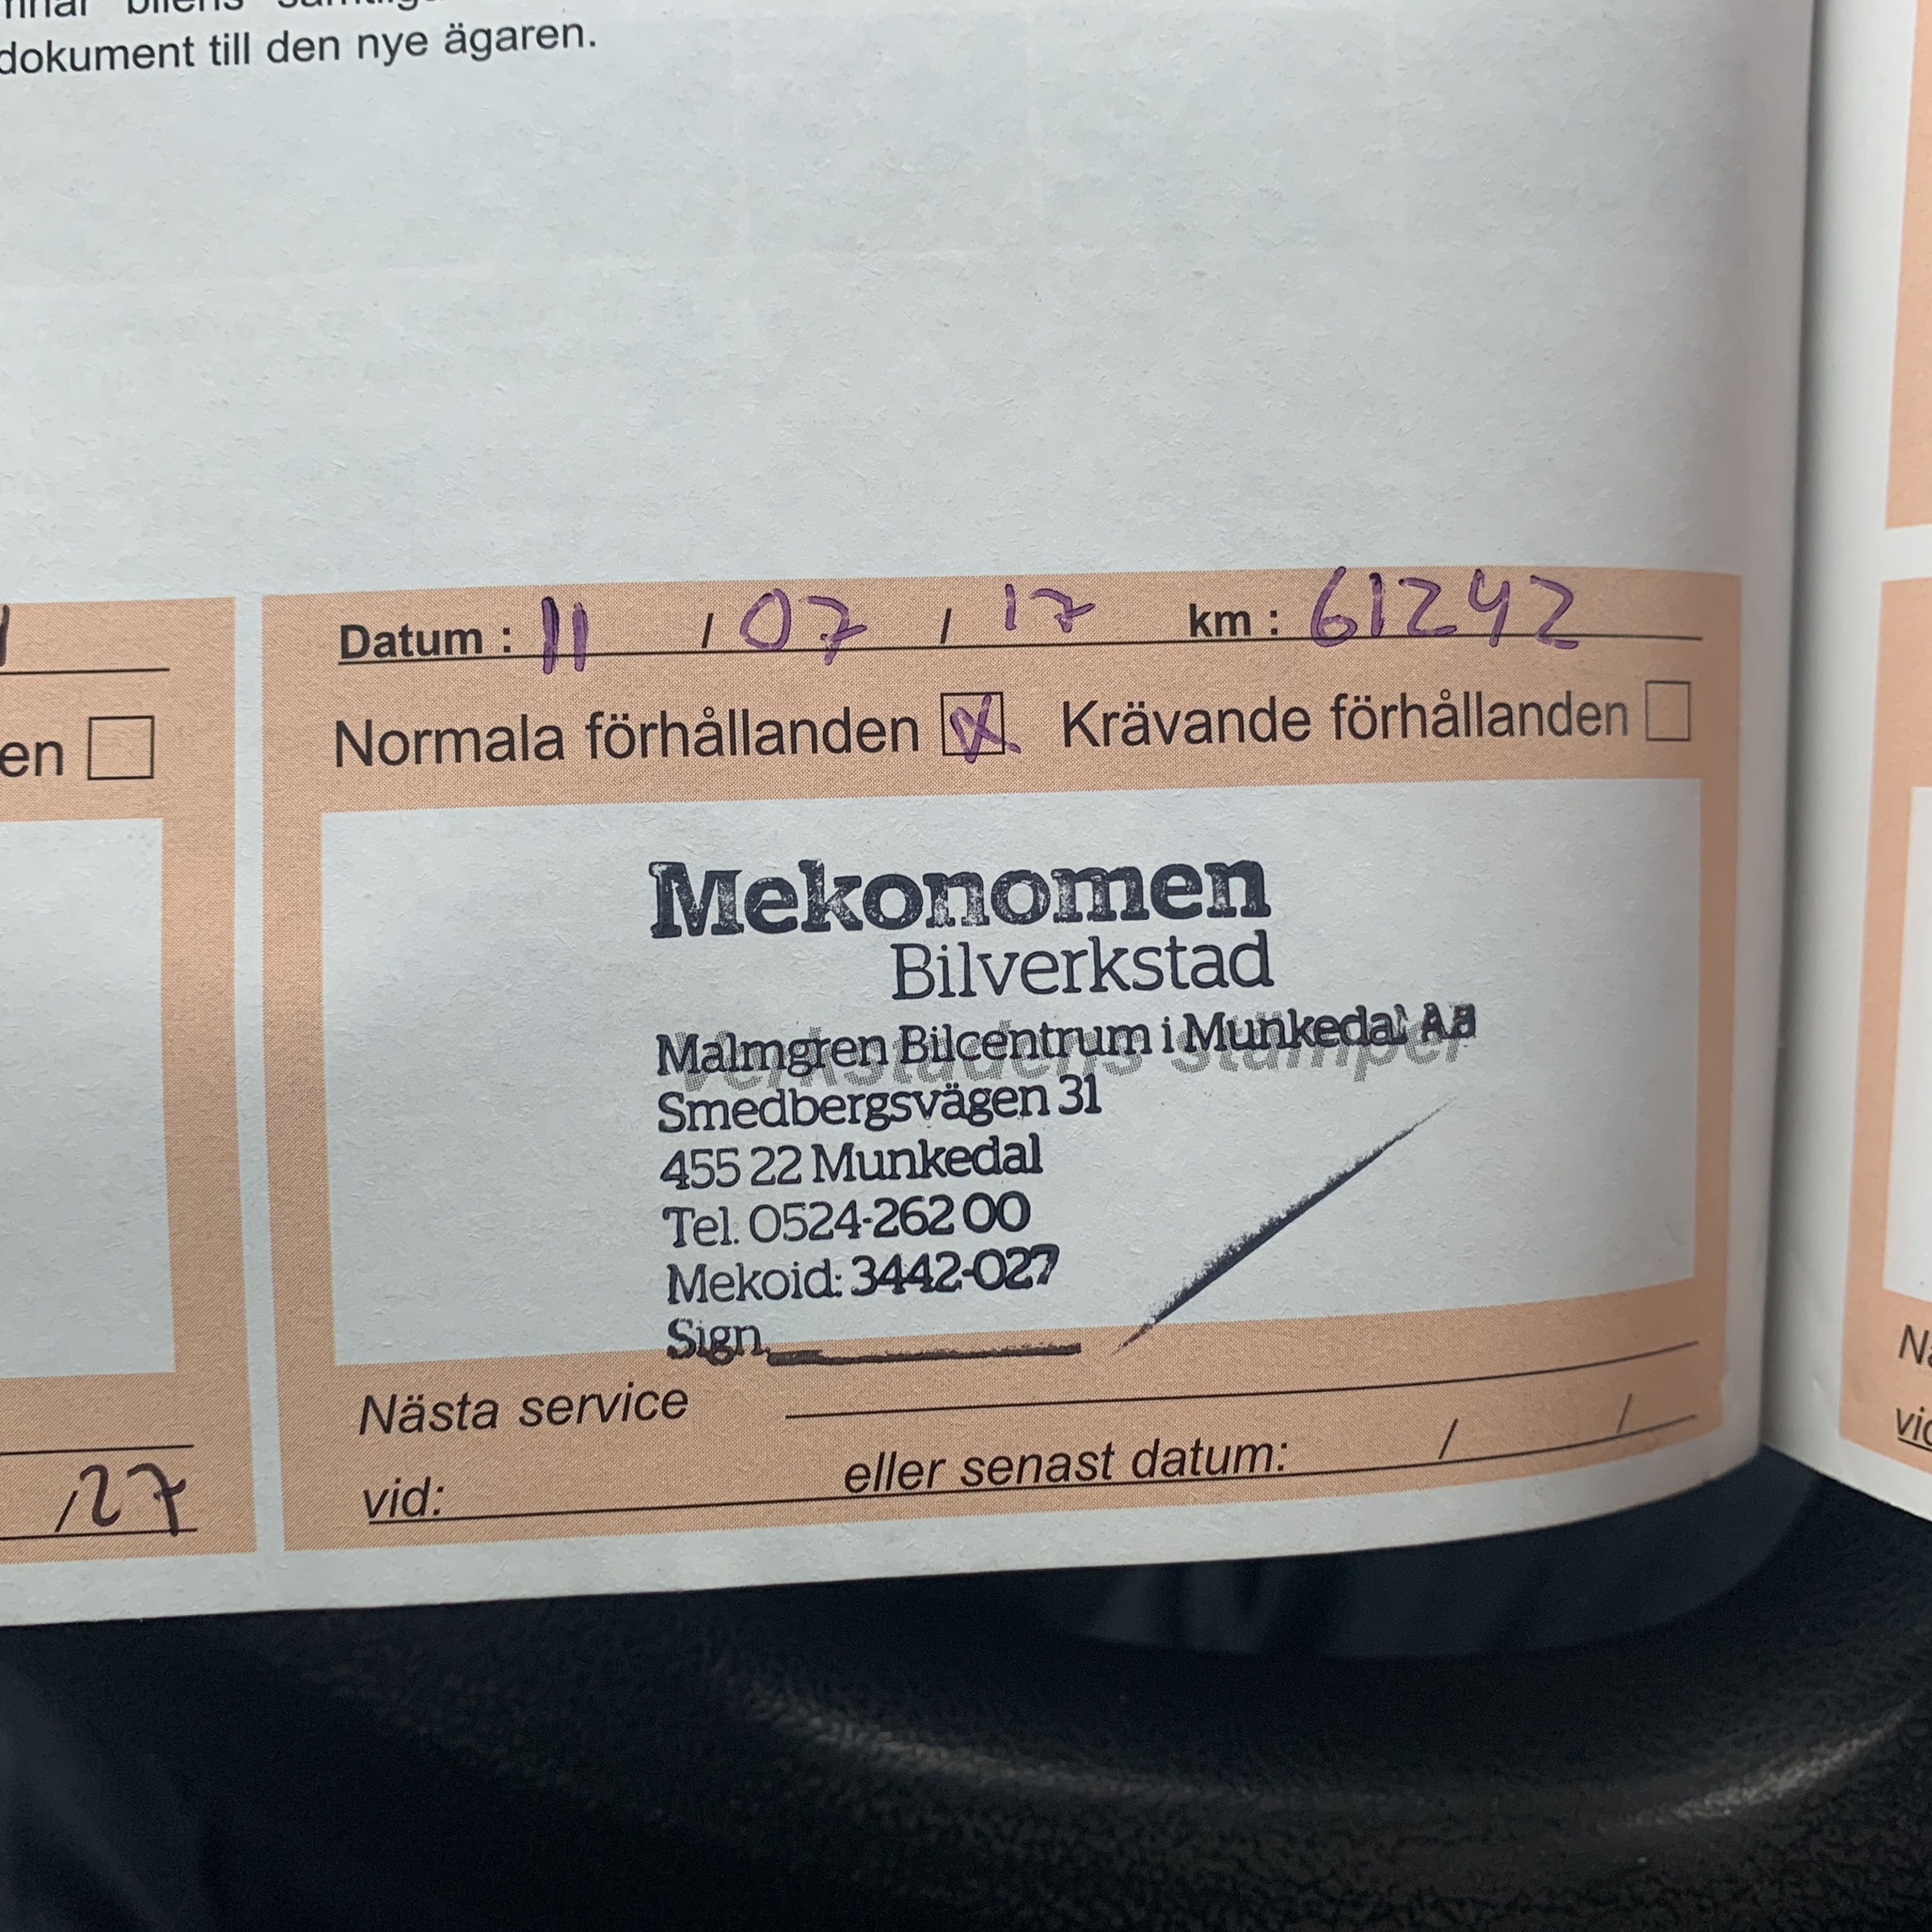 dokument till den nye ägaren.
Datum : 11 / 07 / 17 km : 61242
en
Normala förhållanden X Krävande förhållanden
Mekonomen
Bilverkstad
Malmgren Bilcentrum i Munkedal AB
Verkstadens stämpel
Smedbergsvägen 31
455 22 Munkedal
Tel. 0524-262 00
Mekoid: 3442-027
Sign.
Nästa service
vid: eller senast datum: / /
/27